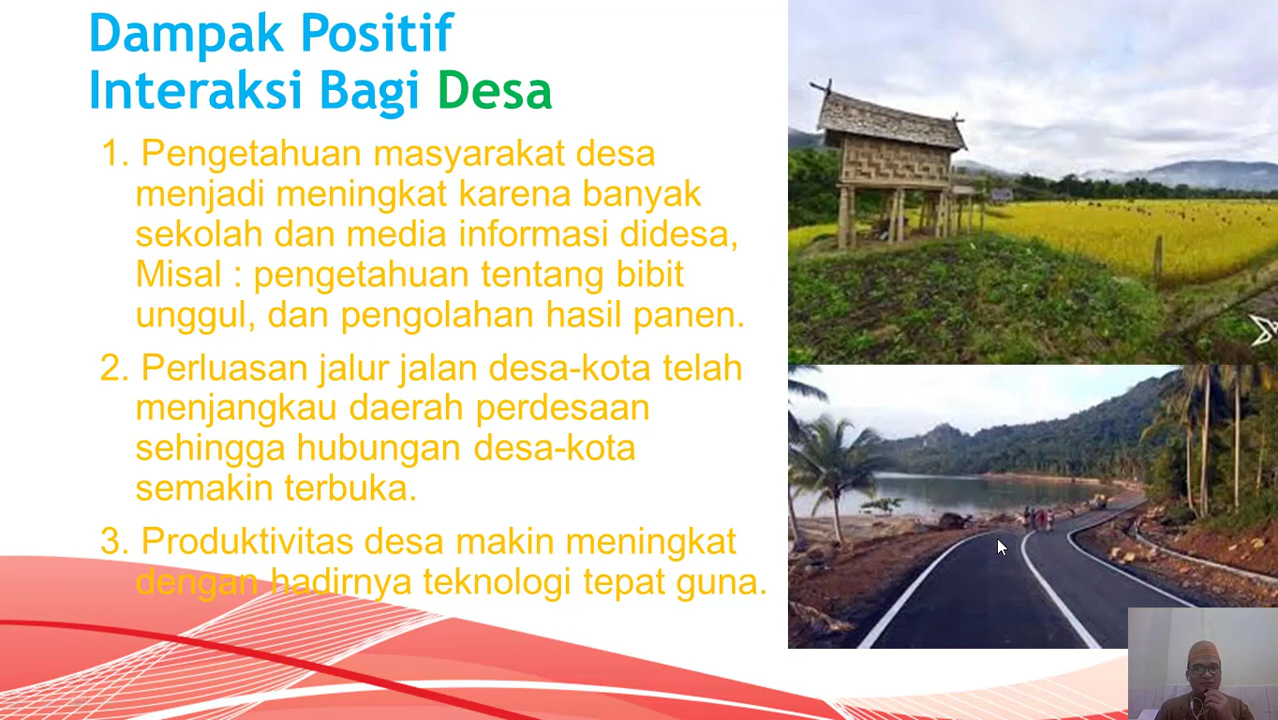 Dampak Positif
Interaksi Bagi Desa
1. Pengetahuan masyarakat desa
menjadi meningkat karena banyak
sekolah dan media informasi didesa,
Misal : pengetahuan tentang bibit
unggul, dan pengolahan hasil panen.
2. Perluasan jalur jalan desa-kota telah
menjangkau daerah perdesaan
sehingga hubungan desa-kota
semakin terbuka.
3. Produktivitas desa makin meningkat
dengan hadirnya teknologi tepat guna.